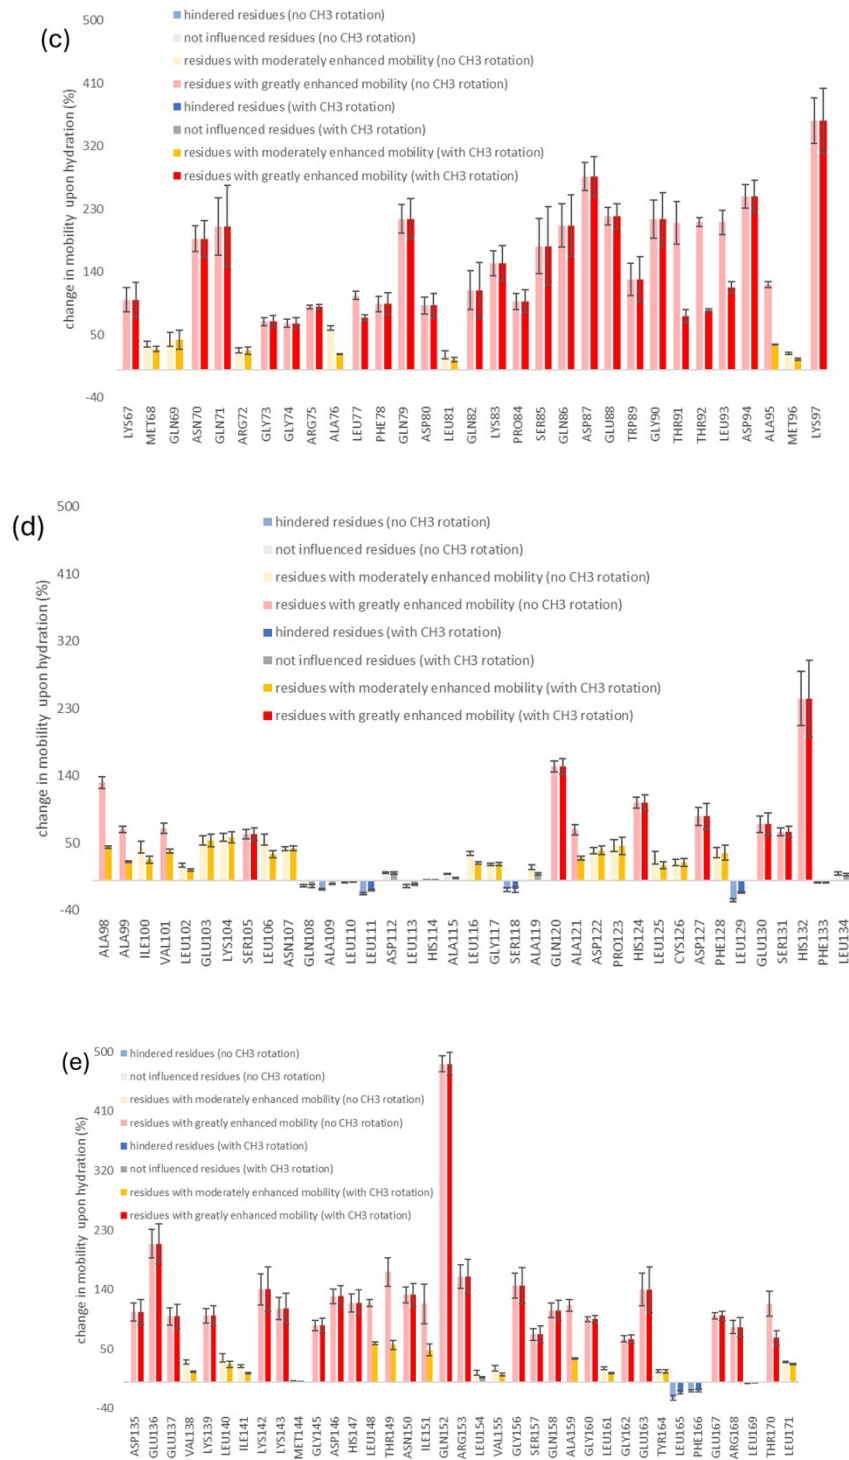 (c)
change in mobility upon hydration (%)
500
410
320
230
140
50
-40
hindered residues (no CH3 rotation)
not influenced residues (no CH3 rotation)
residues with moderately enhanced mobility (no CH3 rotation)
residues with greatly enhanced mobility (no CH3 rotation)
hindered residues (with CH3 rotation)
not influenced residues (with CH3 rotation)
residues with moderately enhanced mobility (with CH3 rotation)
residues with greatly enhanced mobility (with CH3 rotation)
LYS67
MET68
GLN69
ASN70
GLN71
ARG72
GLY73
GLY74
ARG75
ALA76
LEU77
PHE78
GLN79
ASP80
LEU81
GLN82
LYS83
PRO84
SER85
GLN86
ASP87
GLU88
TRP89
GLY90
THR91
THR92
LEU93
ASP94
ALA95
MET96
LYS97
(d)
change in mobility upon hydration (%)
500
410
320
230
140
50
-40
hindered residues (no CH3 rotation)
not influenced residues (no CH3 rotation)
residues with moderately enhanced mobility (no CH3 rotation)
residues with greatly enhanced mobility (no CH3 rotation)
hindered residues (with CH3 rotation)
not influenced residues (with CH3 rotation)
residues with moderately enhanced mobility (with CH3 rotation)
residues with greatly enhanced mobility (with CH3 rotation)
ALA98
ALA99
ILE100
VAL101
LEU102
GLU103
LYS104
SER105
LEU106
ASN107
GLN108
ALA109
LEU110
LEU111
ASP112
LEU113
HIS114
ALA115
LEU116
GLY117
SER118
ALA119
GLN120
ALA121
ASP122
PRO123
HIS124
LEU125
CYS126
ASP127
PHE128
LEU129
GLU130
SER131
HIS132
PHE133
LEU134
(e)
change in mobility upon hydration (%)
500
410
320
230
140
50
-40
hindered residues (no CH3 rotation)
not influenced residues (no CH3 rotation)
residues with moderately enhanced mobility (no CH3 rotation)
residues with greatly enhanced mobility (no CH3 rotation)
hindered residues (with CH3 rotation)
not influenced residues (with CH3 rotation)
residues with moderately enhanced mobility (with CH3 rotation)
residues with greatly enhanced mobility (with CH3 rotation)
ASP135
GLU136
GLU137
VAL138
LYS139
LEU140
ILE141
LYS142
LYS143
MET144
GLY145
ASP146
HIS147
LEU148
THR149
ASN150
ILE151
GLN152
ARG153
LEU154
VAL155
GLY156
SER157
GLN158
ALA159
GLY160
LEU161
GLY162
GLU163
TYR164
LEU165
PHE166
GLU167
ARG168
LEU169
THR170
LEU171